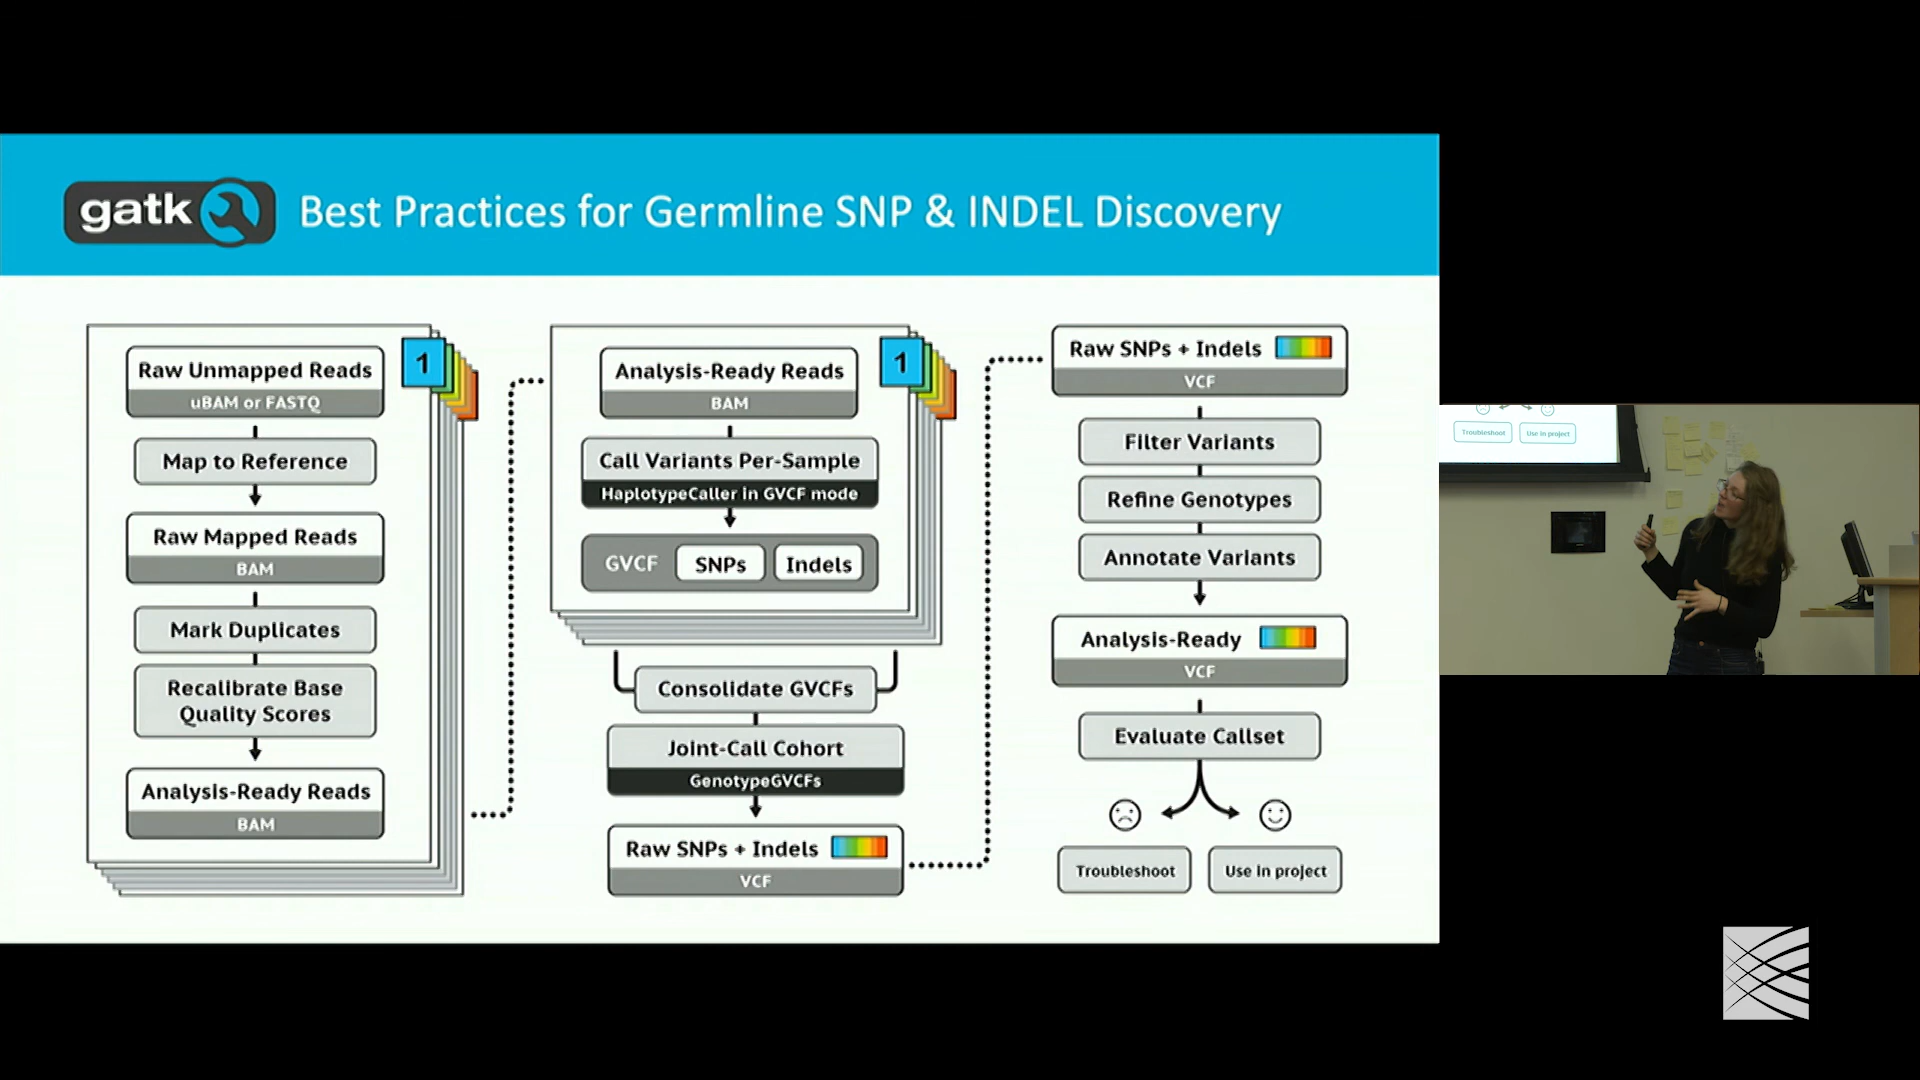 gatk
Best Practices for Germline SNP & INDEL Discovery
1
Raw Unmapped Reads
uBAM or FASTQ
Map to Reference
Raw Mapped Reads
BAM
Mark Duplicates
Recalibrate Base
Quality Scores
Analysis-Ready Reads
BAM
1
Analysis-Ready Reads
BAM
Call Variants Per-Sample
HaplotypeCaller in GVCF mode
GVCF SNPs Indels
Consolidate GVCFs
Joint-Call Cohort
GenotypeGVCFs
Raw SNPs + Indels
VCF
Raw SNPs + Indels
VCF
Filter Variants
Refine Genotypes
Annotate Variants
Analysis-Ready
VCF
Evaluate Callset
Troubleshoot Use in project
Troubleshoot Use in project